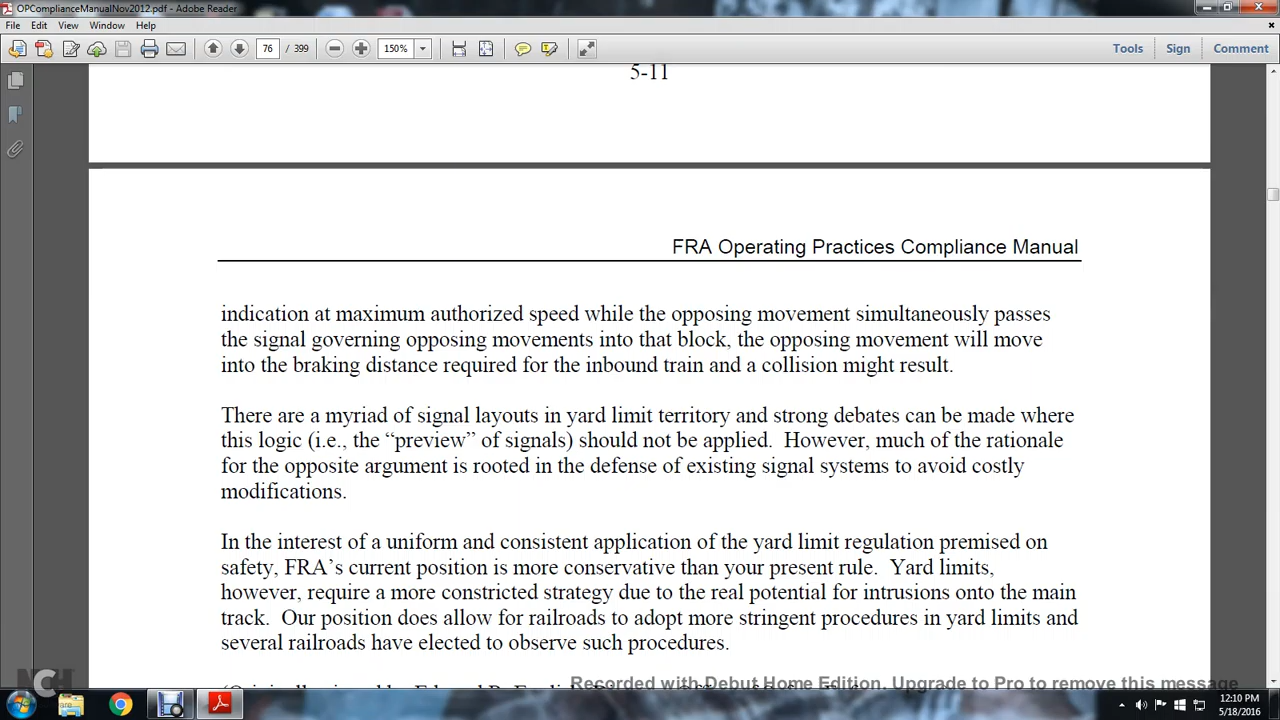 OPComplianceManualNov2012.pdf - Adobe Reader
File Edit View Window Help
76 / 399 150% Tools Sign Comment
5-11
FRA Operating Practices Compliance Manual
indication at maximum authorized speed while the opposing movement simultaneously passes
the signal governing opposing movements into that block, the opposing movement will move
into the braking distance required for the inbound train and a collision might result.
There are a myriad of signal layouts in yard limit territory and strong debates can be made where
this logic (i.e., the “preview” of signals) should not be applied. However, much of the rationale
for the opposite argument is rooted in the defense of existing signal systems to avoid costly
modifications.
In the interest of a uniform and consistent application of the yard limit regulation premised on
safety, FRA’s current position is more conservative than your present rule. Yard limits,
however, require a more constricted strategy due to the real potential for intrusions onto the main
track. Our position does allow for railroads to adopt more stringent procedures in yard limits and
several railroads have elected to observe such procedures.
Recorded with Debut Home Edition. Upgrade to Pro to remove this message
NCH
12:10 PM
5/18/2016